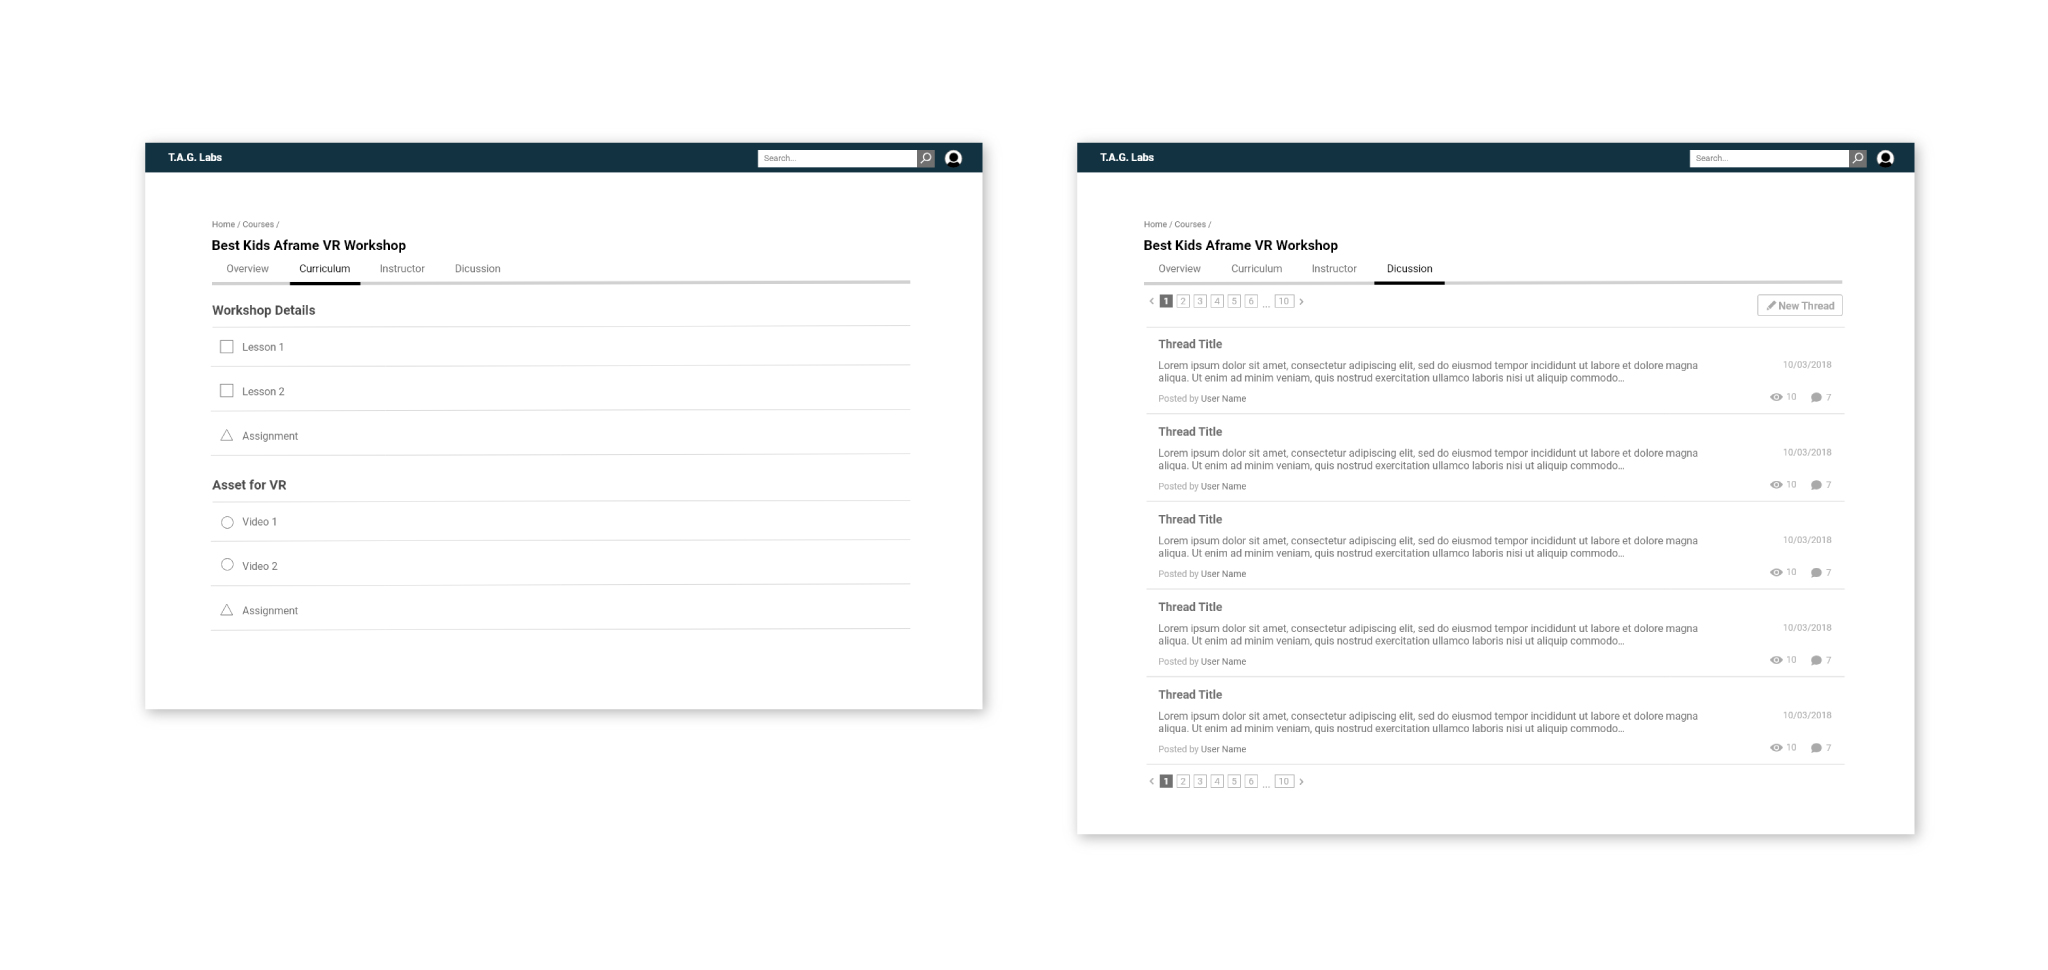 T.A.G. Labs
Search...
Home / Courses /
Best Kids Aframe VR Workshop
Overview Curriculum Instructor Dicussion
Workshop Details
Lesson 1
Lesson 2
Assignment
Asset for VR
Video 1
Video 2
Assignment
T.A.G. Labs
Search...
Home / Courses /
Best Kids Aframe VR Workshop
Overview Curriculum Instructor Dicussion
< 1 2 3 4 5 6 ... 10 >
New Thread
Thread Title
Lorem ipsum dolor sit amet, consectetur adipiscing elit, sed do eiusmod tempor incididunt ut labore et dolore magna
aliqua. Ut enim ad minim veniam, quis nostrud exercitation ullamco laboris nisi ut aliquip commodo...
10/03/2018
Posted by User Name
10 7
Thread Title
Lorem ipsum dolor sit amet, consectetur adipiscing elit, sed do eiusmod tempor incididunt ut labore et dolore magna
aliqua. Ut enim ad minim veniam, quis nostrud exercitation ullamco laboris nisi ut aliquip commodo...
10/03/2018
Posted by User Name
10 7
Thread Title
Lorem ipsum dolor sit amet, consectetur adipiscing elit, sed do eiusmod tempor incididunt ut labore et dolore magna
aliqua. Ut enim ad minim veniam, quis nostrud exercitation ullamco laboris nisi ut aliquip commodo...
10/03/2018
Posted by User Name
10 7
Thread Title
Lorem ipsum dolor sit amet, consectetur adipiscing elit, sed do eiusmod tempor incididunt ut labore et dolore magna
aliqua. Ut enim ad minim veniam, quis nostrud exercitation ullamco laboris nisi ut aliquip commodo...
10/03/2018
Posted by User Name
10 7
Thread Title
Lorem ipsum dolor sit amet, consectetur adipiscing elit, sed do eiusmod tempor incididunt ut labore et dolore magna
aliqua. Ut enim ad minim veniam, quis nostrud exercitation ullamco laboris nisi ut aliquip commodo...
10/03/2018
Posted by User Name
10 7
< 1 2 3 4 5 6 ... 10 >